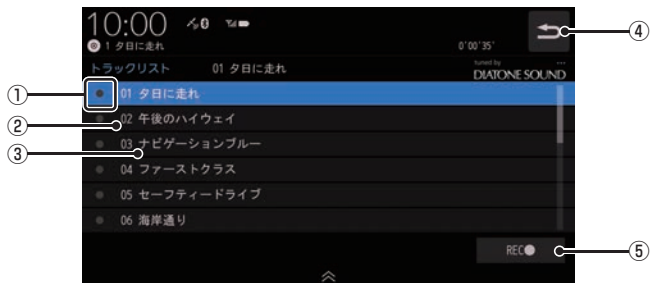 10:00
1 夕日に走れ
0'00'35"
トラックリスト 01 夕日に走れ
tuned by
DIATONE SOUND
① 01 夕日に走れ
② 02 午後のハイウェイ
③ 03 ナビゲーションブルー
04 ファーストクラス
05 セーフティードライブ
06 海岸通り
④
REC● ⑤